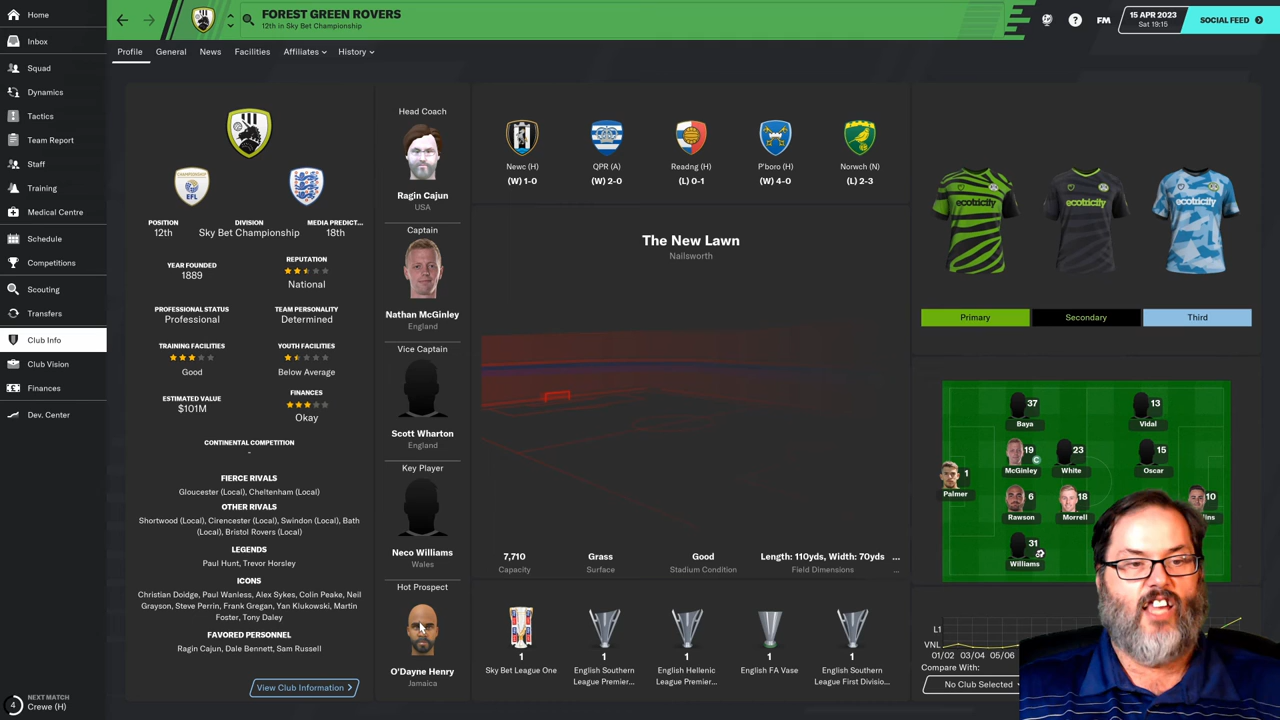 Home
Inbox
Squad
Dynamics
Tactics
Team Report
Staff
Training
Medical Centre
Schedule
Competitions
Scouting
Transfers
Club Info
Club Vision
Finances
Dev. Center
4
NEXT MATCH
Crewe (H)
FOREST GREEN ROVERS
12th in Sky Bet Championship
?
FM
15 APR 2023
Sat 19:15
SOCIAL FEED
Profile
General
News
Facilities
Affiliates
History
POSITION
12th
DIVISION
Sky Bet Championship
MEDIA PREDICT...
18th
YEAR FOUNDED
1889
REPUTATION
National
PROFESSIONAL STATUS
Professional
TEAM PERSONALITY
Determined
TRAINING FACILITIES
Good
YOUTH FACILITIES
Below Average
ESTIMATED VALUE
$101M
FINANCES
Okay
CONTINENTAL COMPETITION
-
FIERCE RIVALS
Gloucester (Local), Cheltenham (Local)
OTHER RIVALS
Shortwood (Local), Cirencester (Local), Swindon (Local), Bath
(Local), Bristol Rovers (Local)
LEGENDS
Paul Hunt, Trevor Horsley
ICONS
Christian Doidge, Paul Wanless, Alex Sykes, Colin Peake, Neil
Grayson, Steve Perrin, Frank Gregan, Yan Klukowski, Martin
Foster, Tony Daley
FAVORED PERSONNEL
Ragin Cajun, Dale Bennett, Sam Russell
View Club Information
Head Coach
Ragin Cajun
USA
Captain
Nathan McGinley
England
Vice Captain
Scott Wharton
England
Key Player
Neco Williams
Wales
Hot Prospect
O'Dayne Henry
Jamaica
Newc (H)
(W) 1-0
QPR (A)
(W) 2-0
Readng (H)
(L) 0-1
P'boro (H)
(W) 4-0
Norwch (N)
(L) 2-3
The New Lawn
Nailsworth
7,710
Capacity
Grass
Surface
Good
Stadium Condition
Length: 110yds, Width: 70yds
Field Dimensions
...
...
1
Sky Bet League One
1
English Southern
League Premier...
1
English Hellenic
League Premier...
1
English FA Vase
1
English Southern
League First Divisio...
ecotricity
ecotricity
ecotricity
Primary
Secondary
Third
37
Baya
13
Vidal
19
McGinley
C
23
White
15
Oscar
1
Palmer
6
Rawson
18
Morrell
10
ins
31
Williams
L1
VNL
01/02
03/04
05/06
Compare With:
No Club Selected